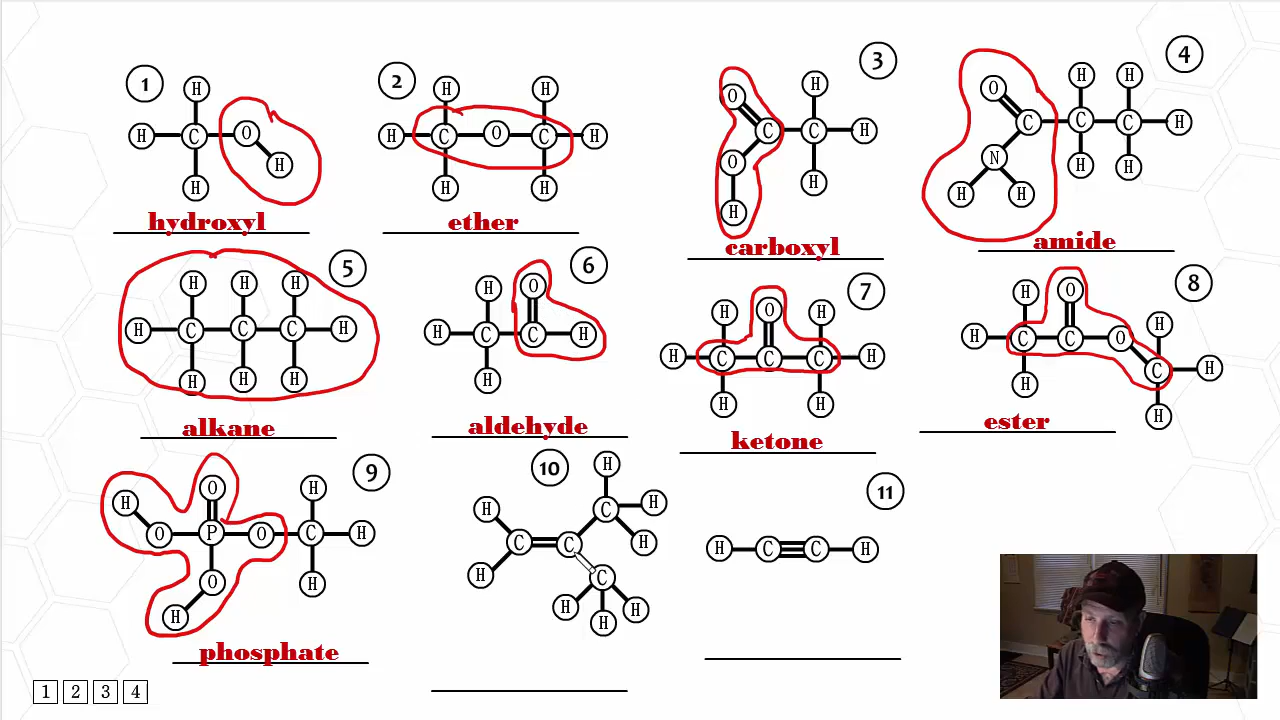 1
H
H C O
H
H
hydroxyl
2
H H
H C O C H
H H
ether
3
O H
C C H
O
H H
carboxyl
4
O H H
C C C H
N H H
H H
amide
5
H H H
H C C C H
H H H
alkane
6
O
H
H C C H
H
aldehyde
7
H O H
H C C C H
H H
ketone
8
H O
H C C O H
H C H
H
ester
9
H O H
O P O C H
O H
H
phosphate
10
H
H C H
C C H
H C
H H H
11
H C C H
1 2 3 4